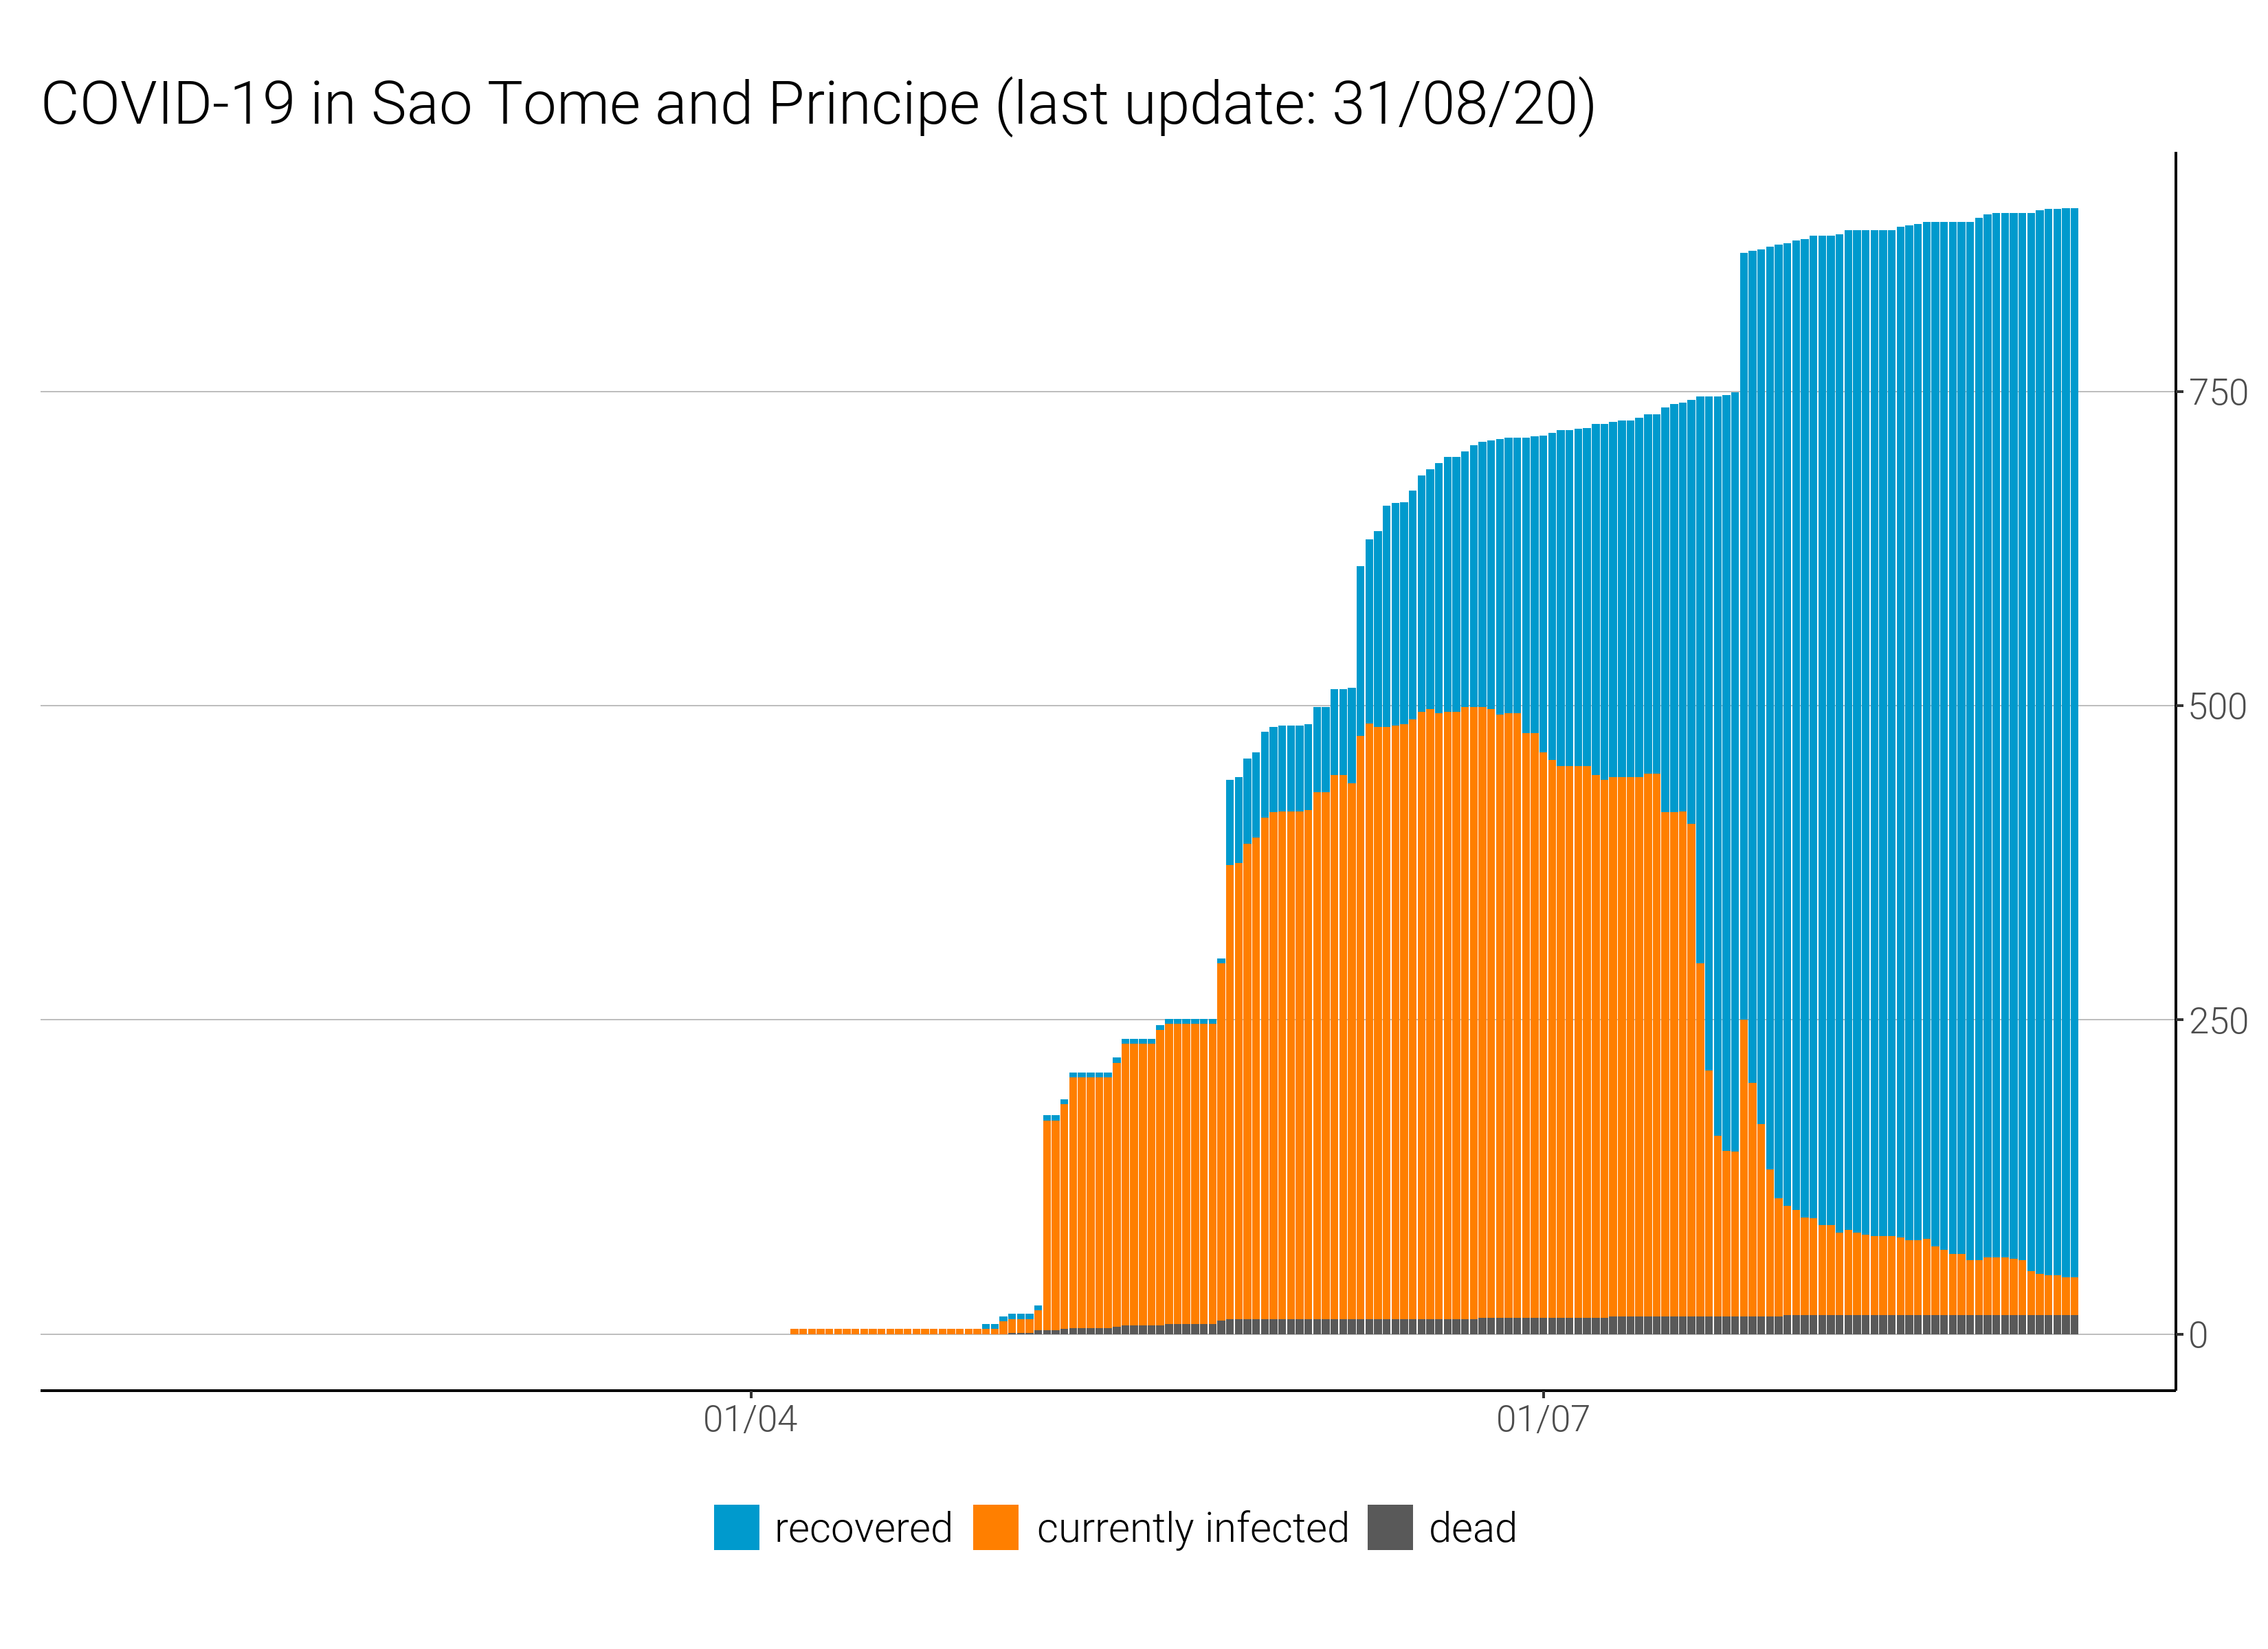 COVID-19 in Sao Tome and Principe (last update: 31/08/20)
750
500
250
0
01/04 01/07
recovered currently infected dead